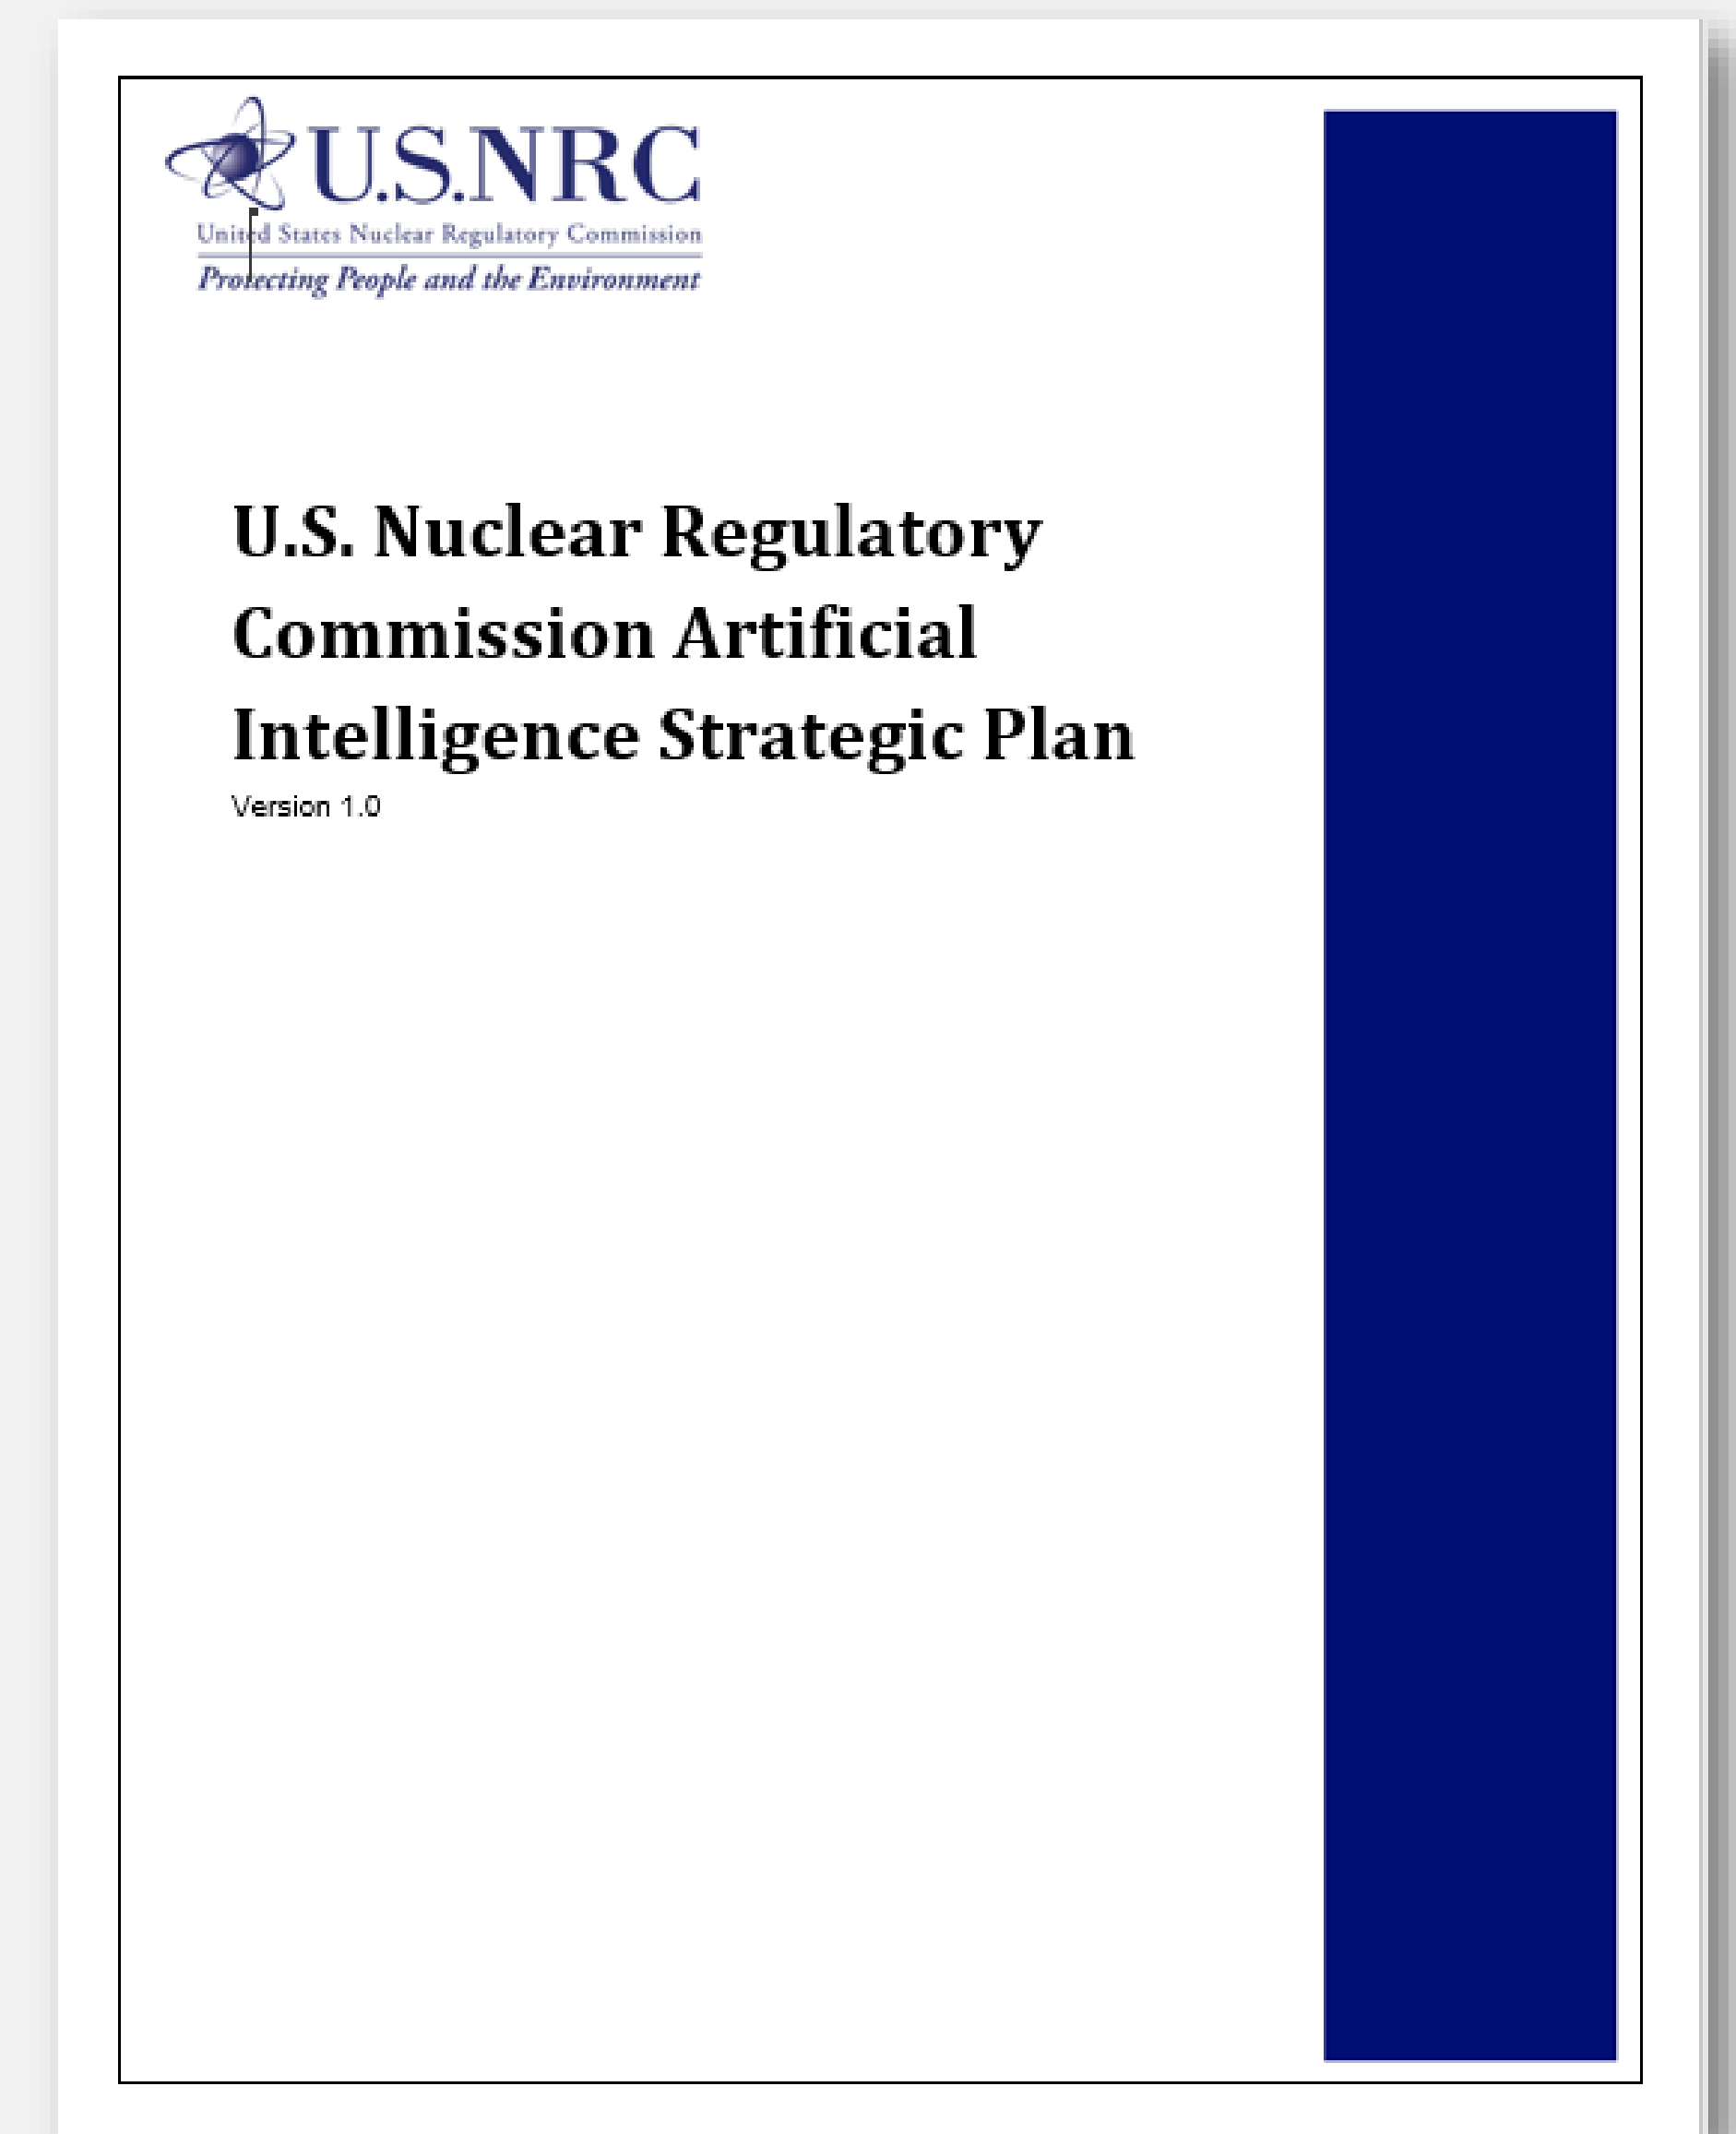 U.S.NRC
United States Nuclear Regulatory Commission
Protecting People and the Environment
U.S. Nuclear Regulatory
Commission Artificial
Intelligence Strategic Plan
Version 1.0